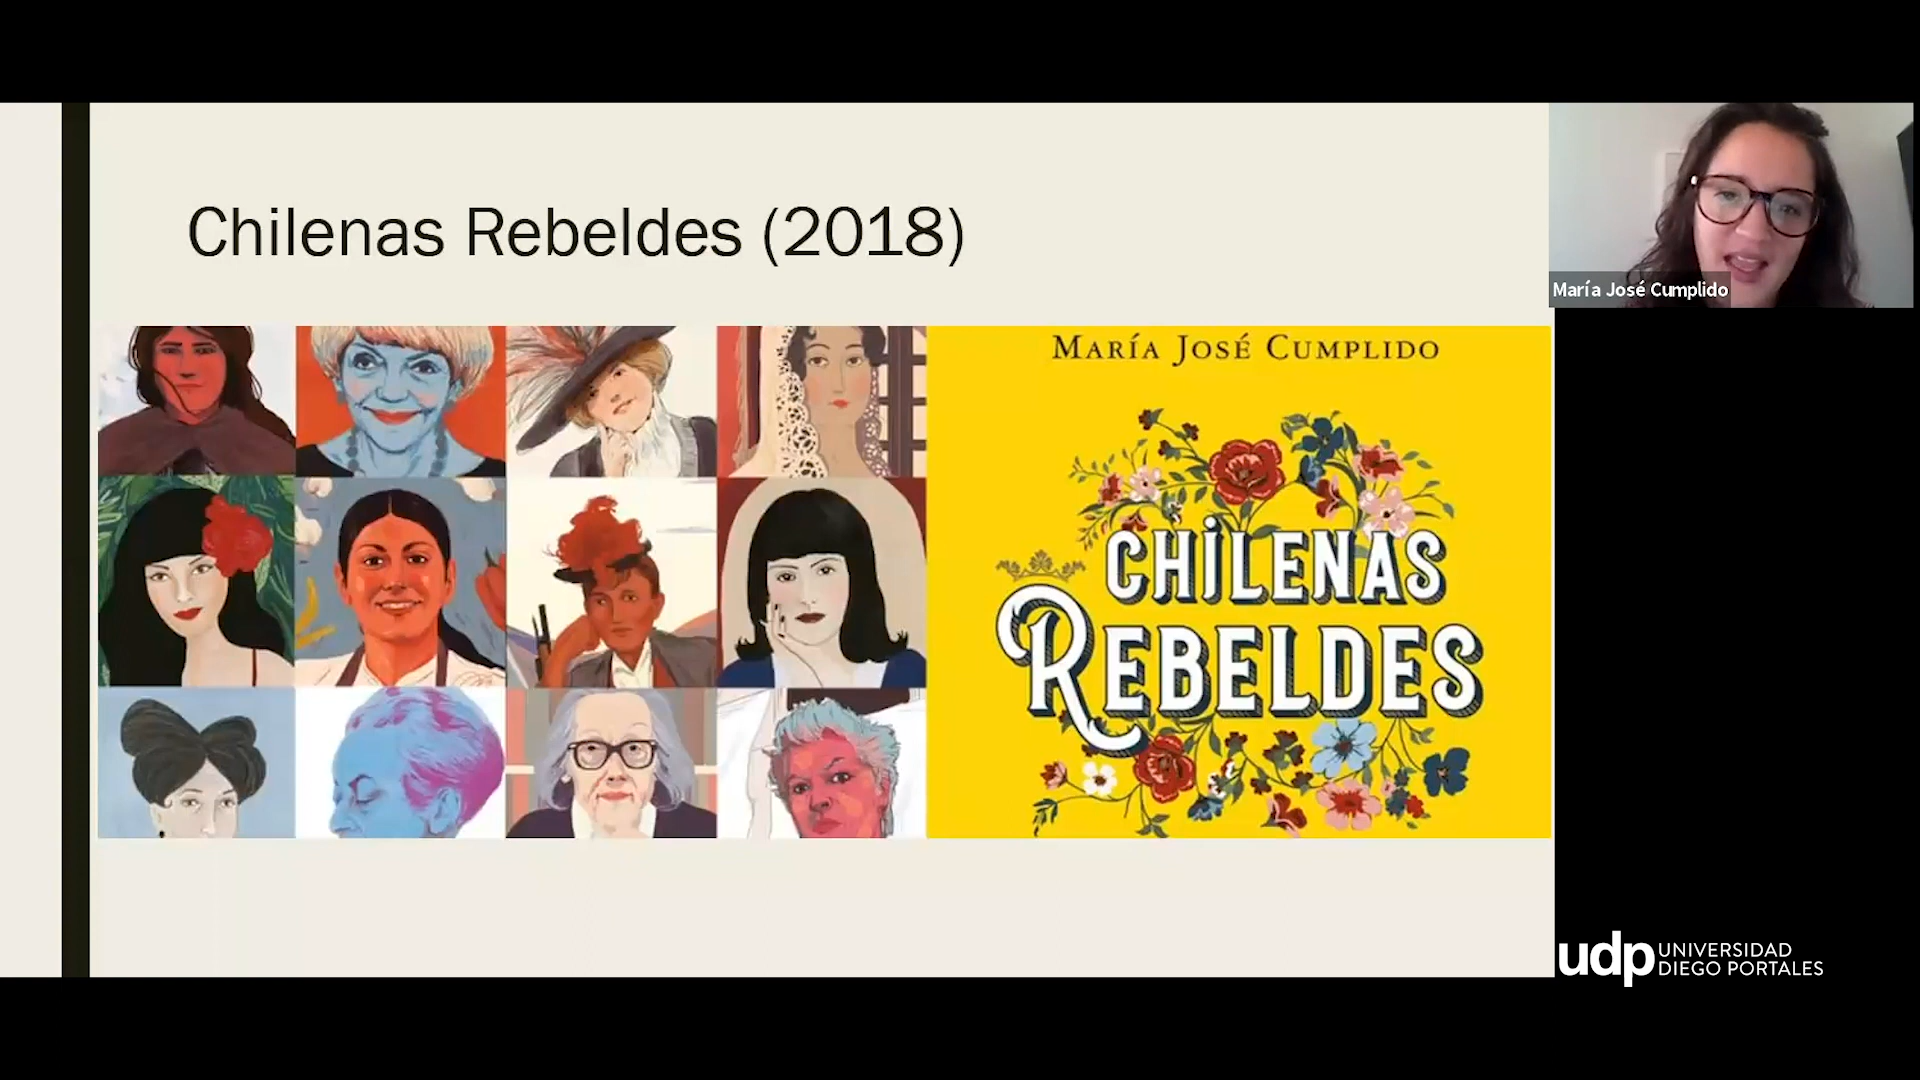 Chilenas Rebeldes (2018)
María José Cumplido
MARÍA JOSÉ CUMPLIDO
CHILENAS
REBELDES
udp UNIVERSIDAD
DIEGO PORTALES